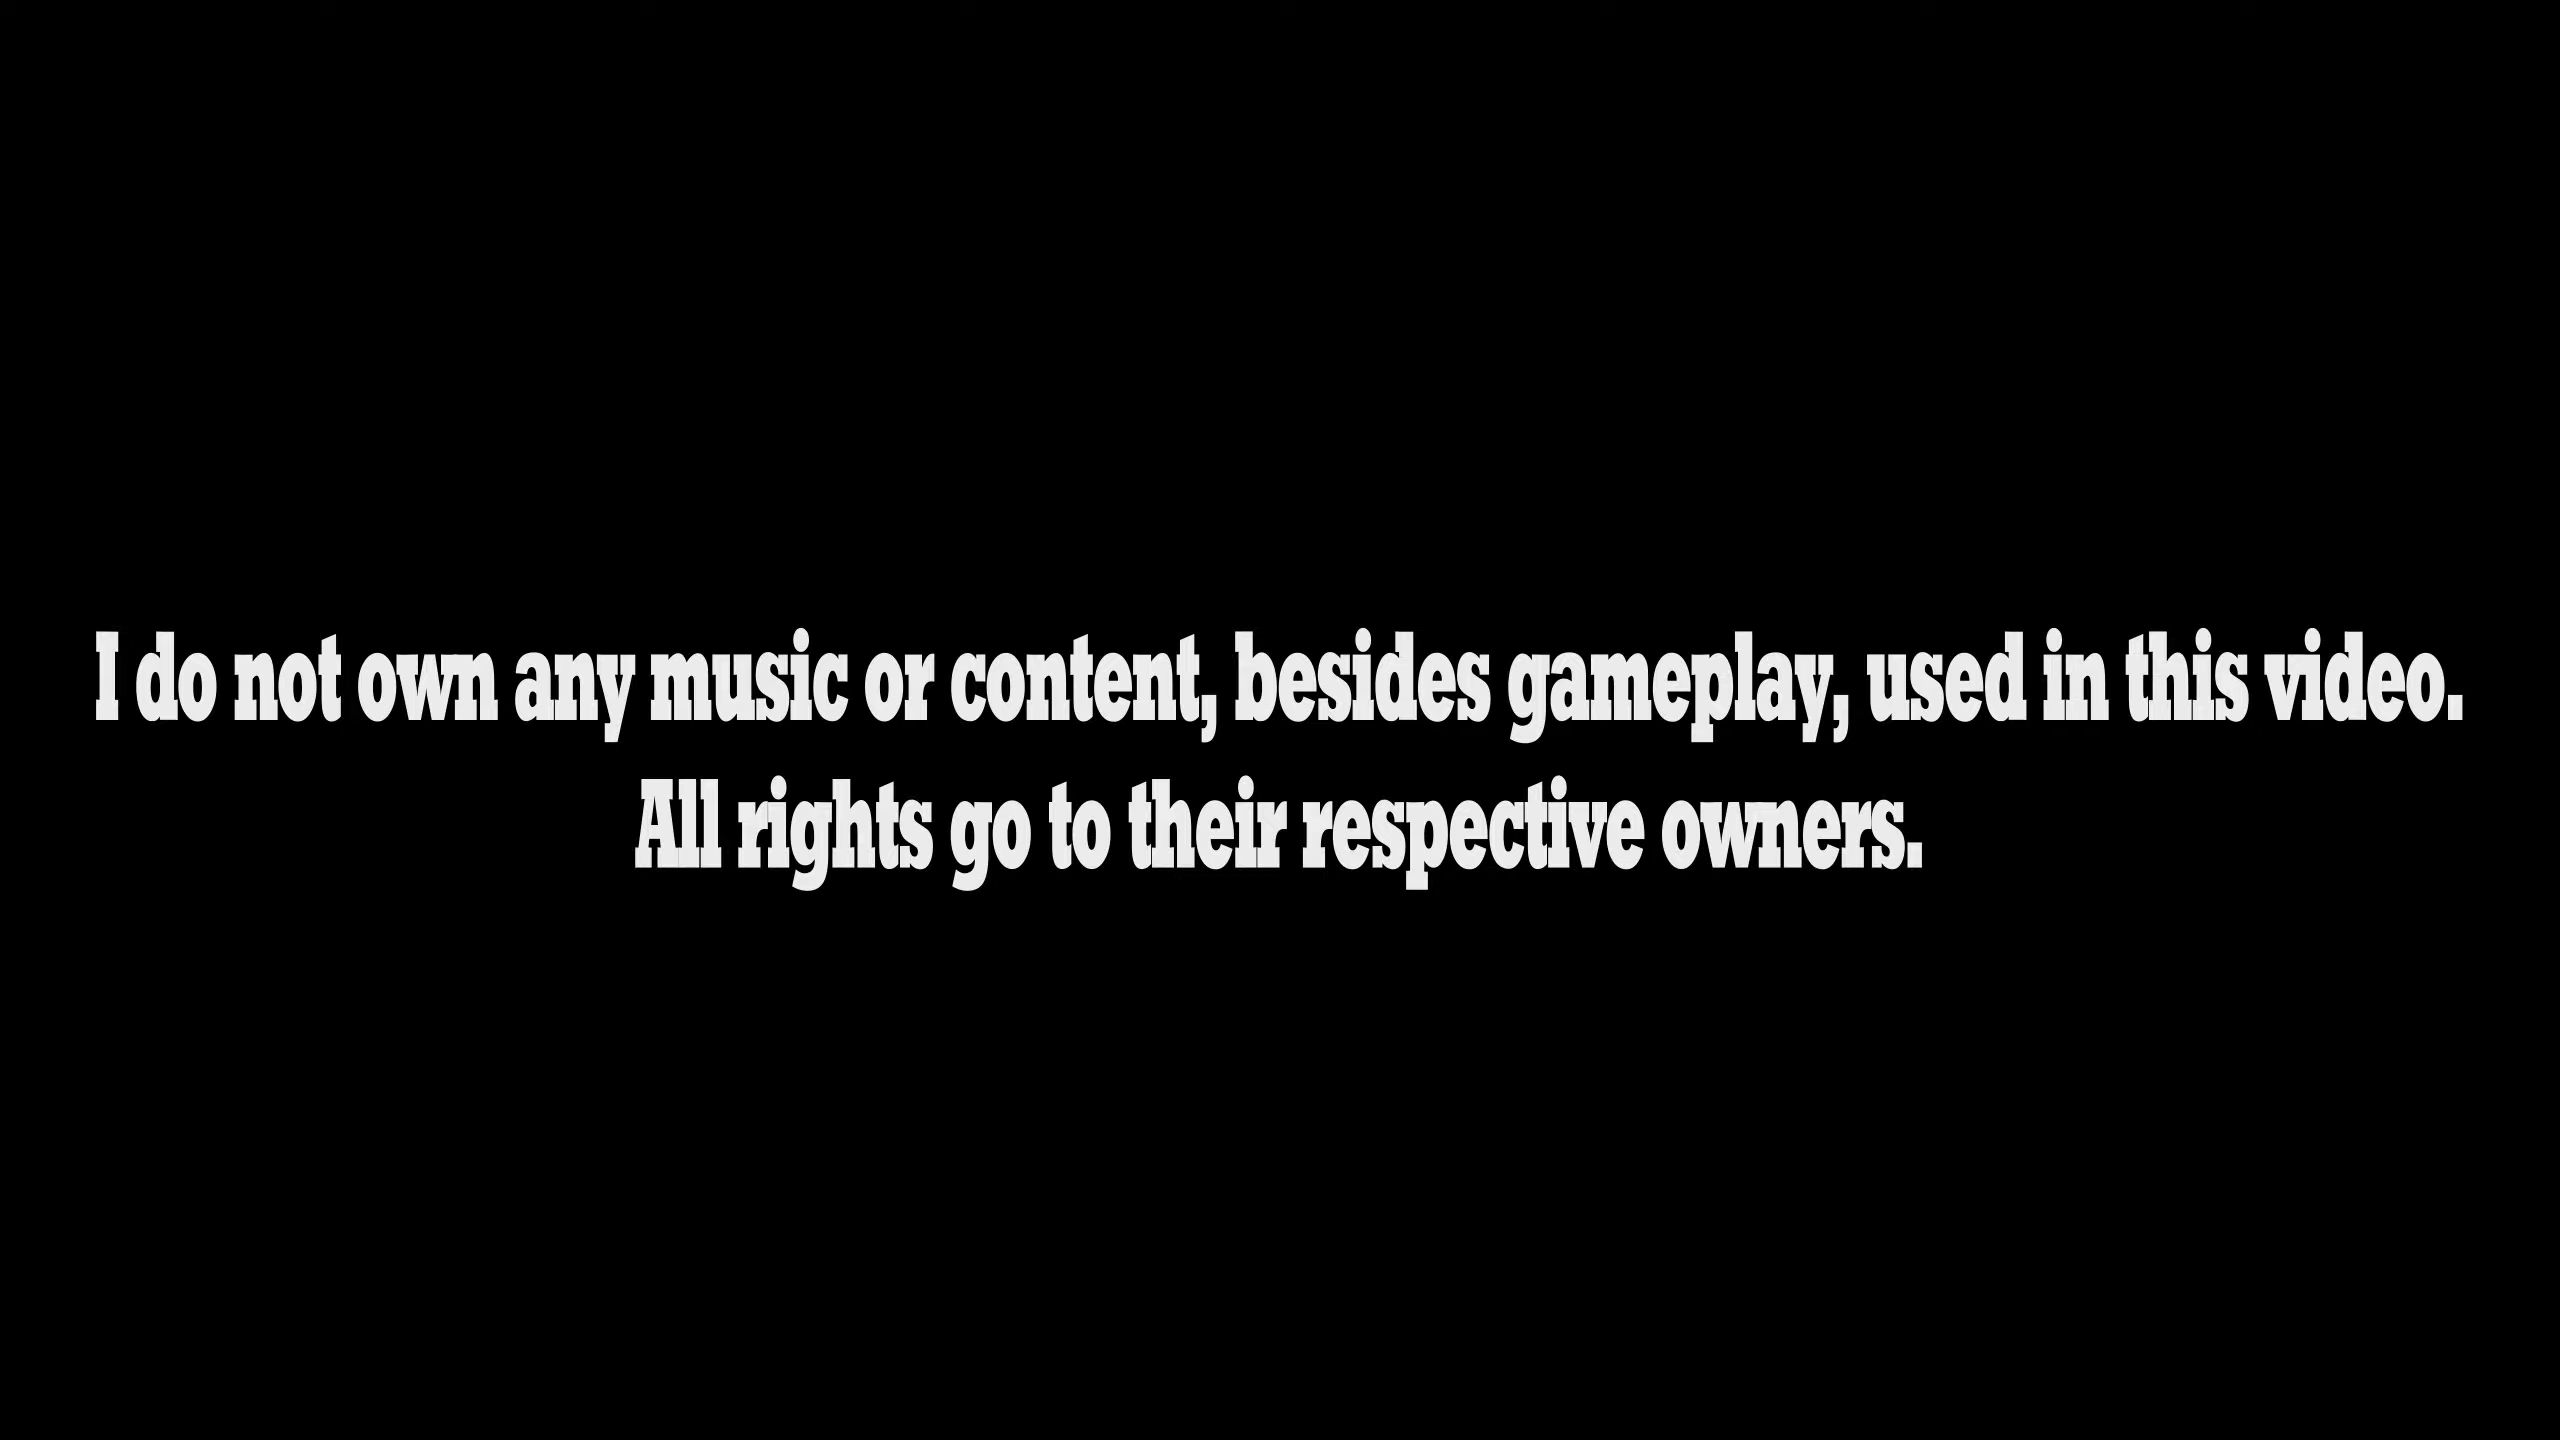 I do not own any music or content, besides gameplay, used in this video.
All rights go to their respective owners.